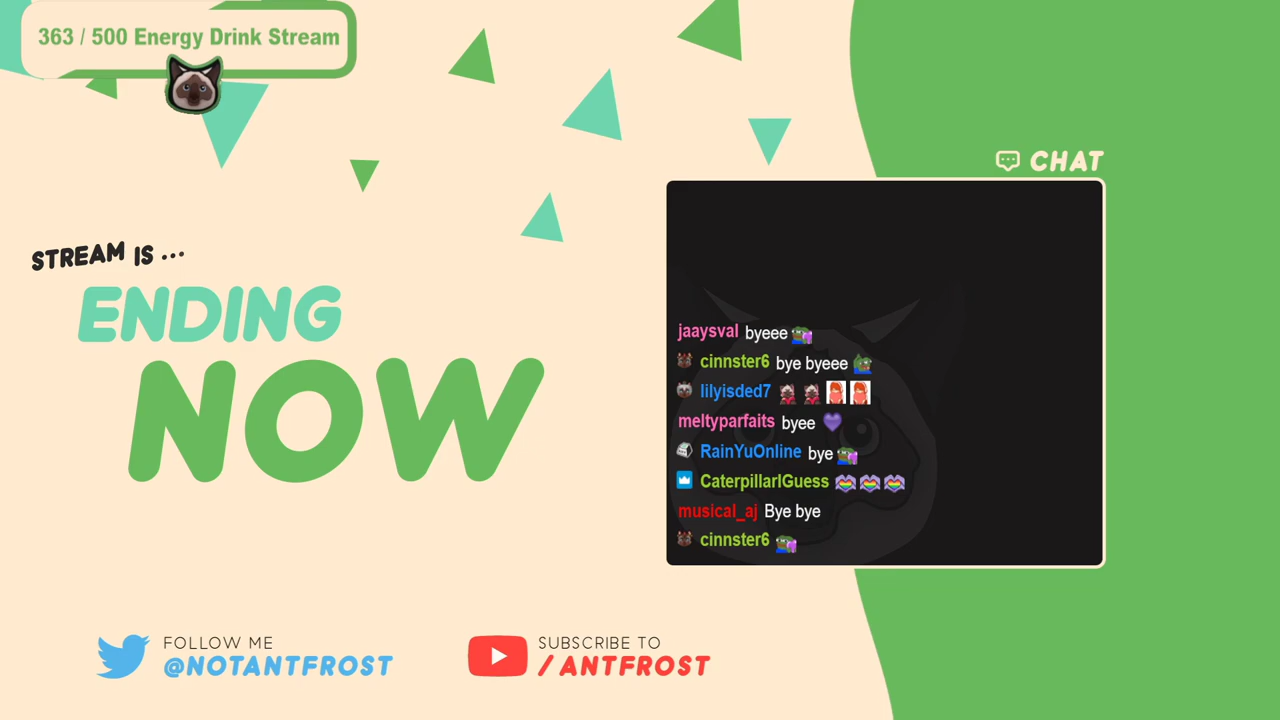 363 / 500 Energy Drink Stream
CHAT
STREAM IS ...
ENDING
NOW
jaaysval byeee
cinnster6 bye byeee
lilyisded7
meltyparfaits byee
RainYuOnline bye
CaterpillarIGuess
musical_aj Bye bye
cinnster6
FOLLOW ME
@NOTANTFROST
SUBSCRIBE TO
/ANTFROST